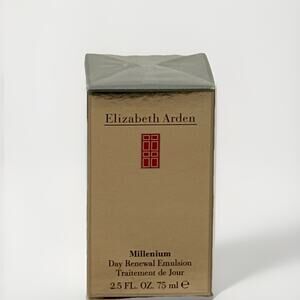 Elizabeth Arden
Millenium
Day Renewal Emulsion
Traitement de Jour
2.5 FL. OZ. 75 ml ℮